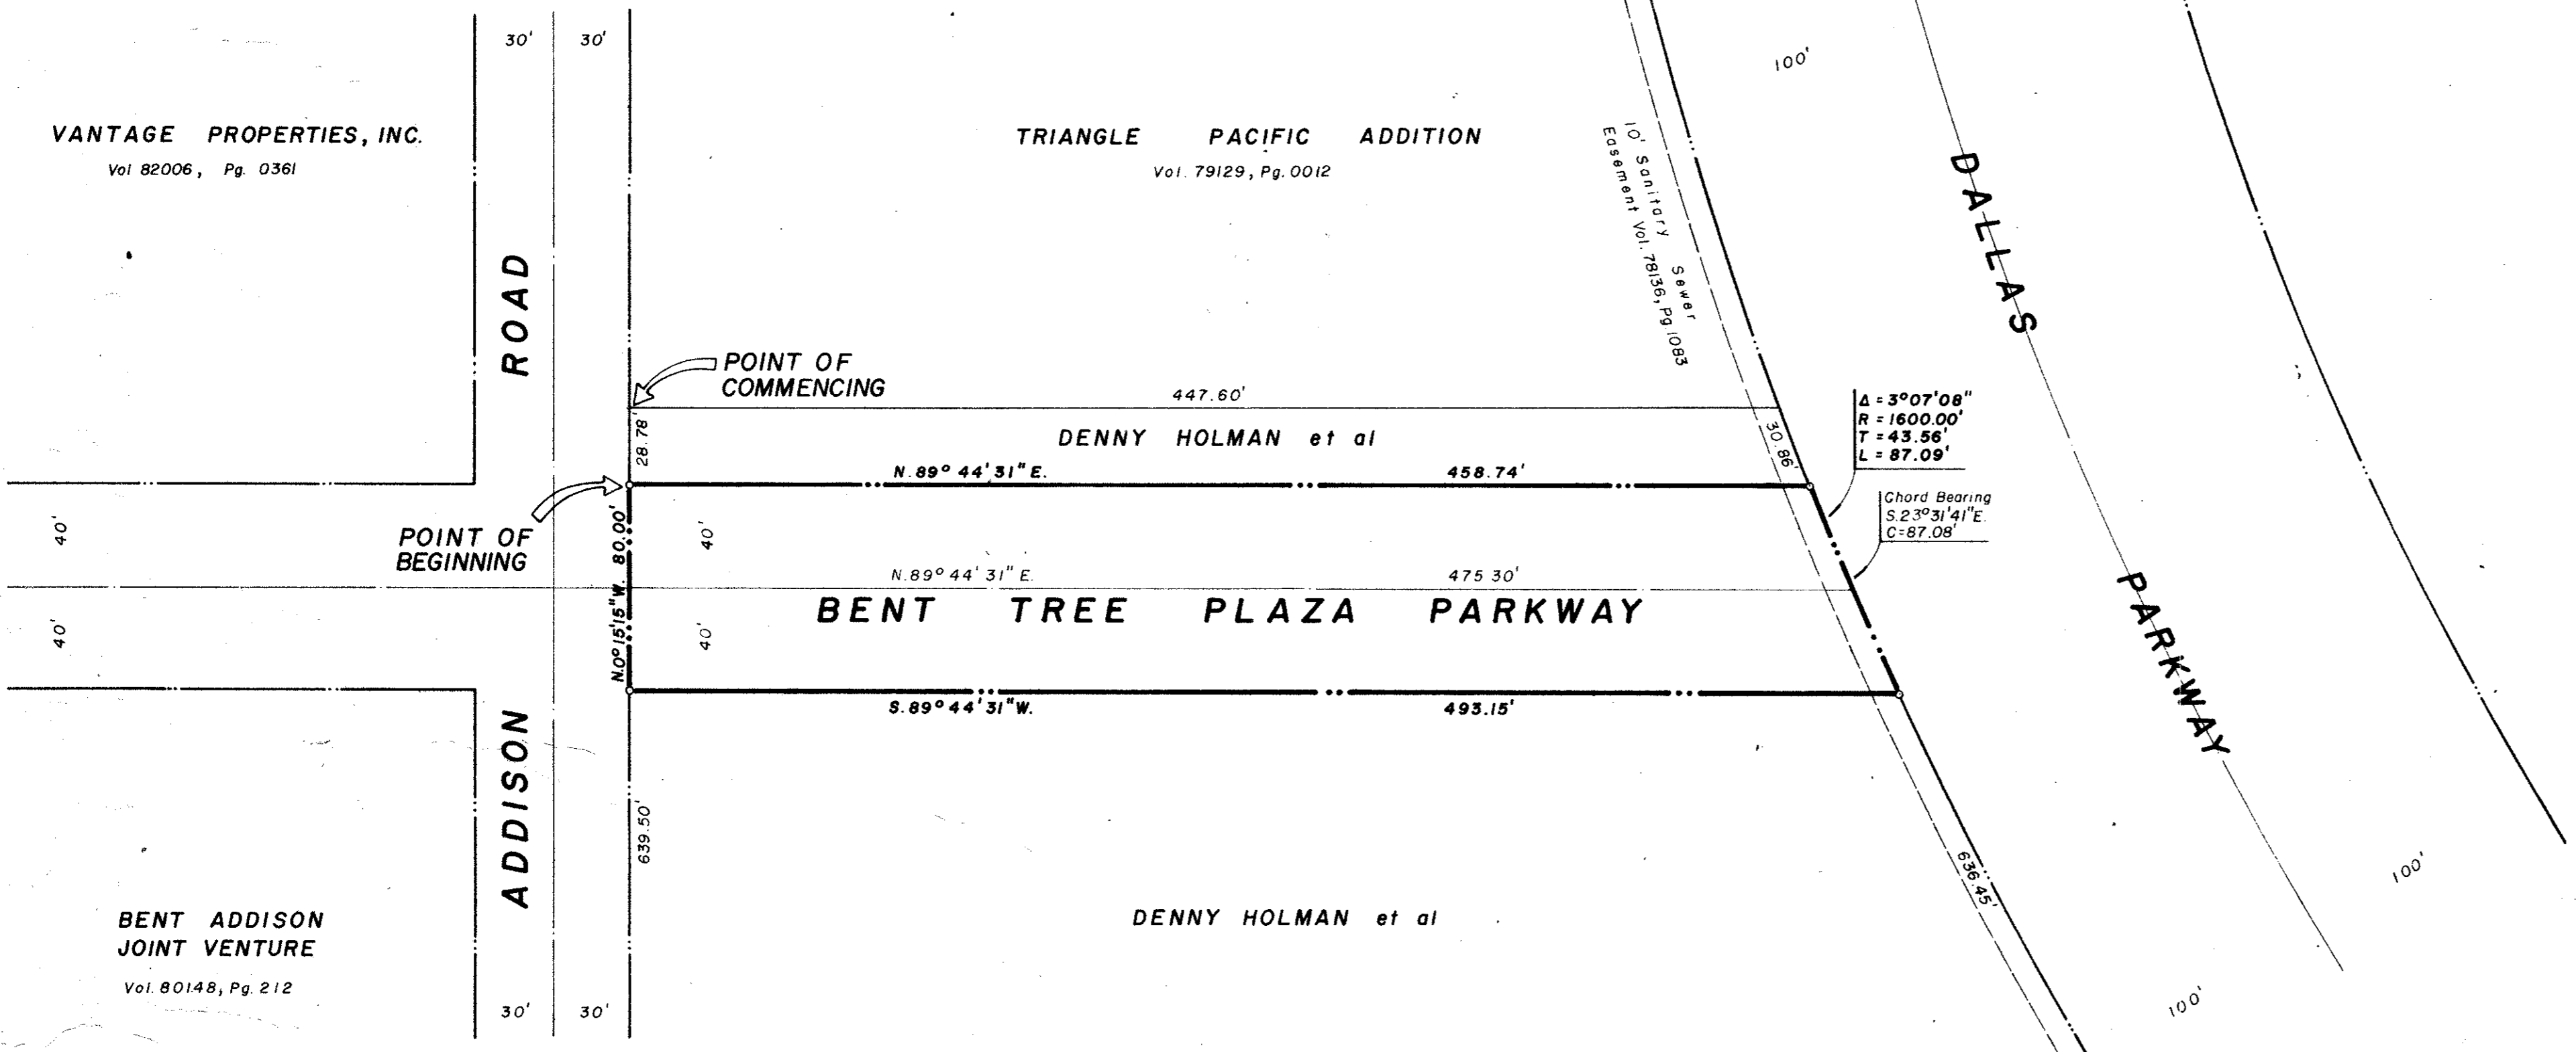 30' 30'
100'
VANTAGE PROPERTIES, INC.
Vol 82006, Pg. 0361
TRIANGLE PACIFIC ADDITION
Vol. 79129, Pg. 0012
10' Sanitary Sewer
Easement Vol. 78136, Pg 1083
DALLAS PARKWAY
ADDISON ROAD
POINT OF
COMMENCING
447.60'
28.78'
DENNY HOLMAN et al
30.86'
Δ = 3°07'08"
R = 1600.00'
T = 43.56'
L = 87.09'
N. 89° 44' 31" E. 458.74'
Chord Bearing
S. 23°31'41"E.
C=87.08'
POINT OF
BEGINNING
40'
40'
N.0°15'15"W. 80.00'
40'
40'
N. 89° 44' 31" E. 475 30'
BENT TREE PLAZA PARKWAY
S. 89° 44' 31" W. 493.15'
639.50'
636.45'
100'
BENT ADDISON
JOINT VENTURE
Vol. 80148, Pg. 212
DENNY HOLMAN et al
30' 30'
100'